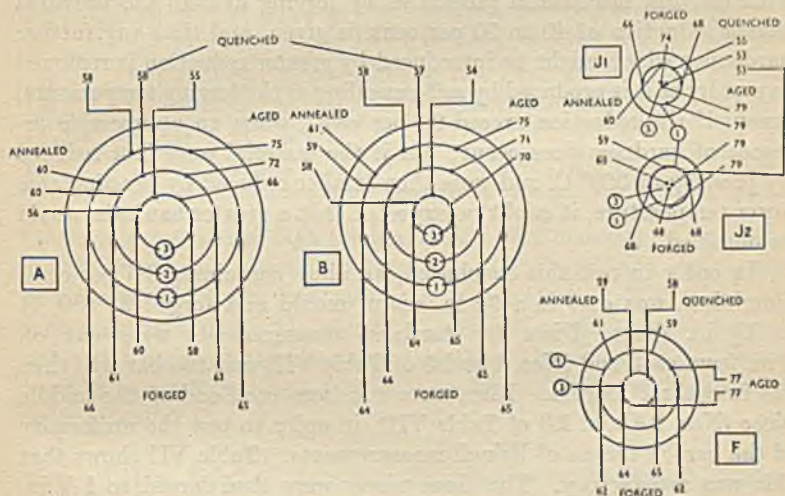 FORGED
66 74 68 QUENCHED
J1
QUENCHED
55
53
58 58 55
58 57 56
AGED
ANNEALED
79
60
79
3 1
AGED
ANNEALED
AGED
75
61
75
ANNEALED
72
59
71
60
66
58
70
60
56
59
79
60
79
3
1
J2
68 68 68
FORGED
3
2
1
A
3
2
1
B
59 58
ANNEALED QUENCHED
60 58
64 65
61 59
1
3
61 63
66 65
77 AGED
77
66 FORGED 65
64 FORGED 65
F
64 65
62 FORGED 62